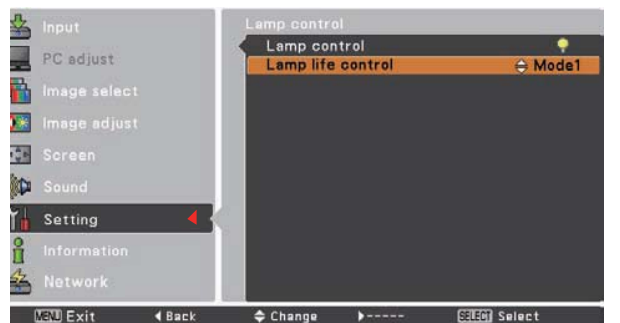 Input
PC adjust
Image select
Image adjust
Screen
Sound
Setting
Information
Network
Lamp control
Lamp control
Lamp life control Mode1
MENU Exit Back Change ----- SELECT Select